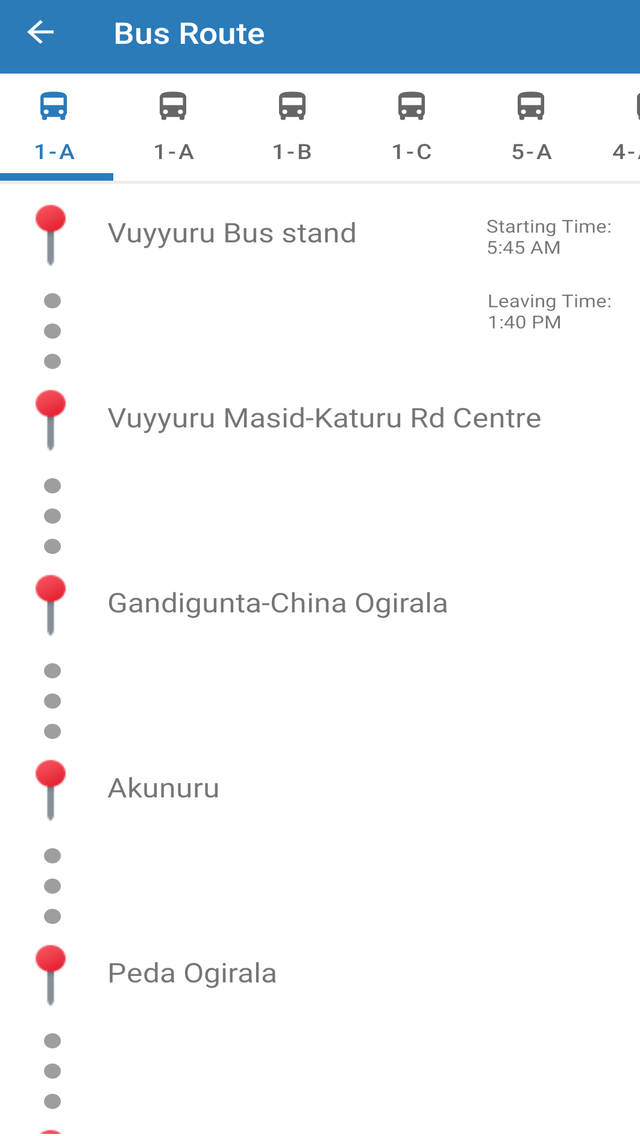 Bus Route
1-A
1-A
1-B
1-C
5-A
Vuyyuru Bus stand
Starting Time:
5:45 AM
Leaving Time:
1:40 PM
Vuyyuru Masid-Katuru Rd Centre
Gandigunta-China Ogirala
Akunuru
Peda Ogirala